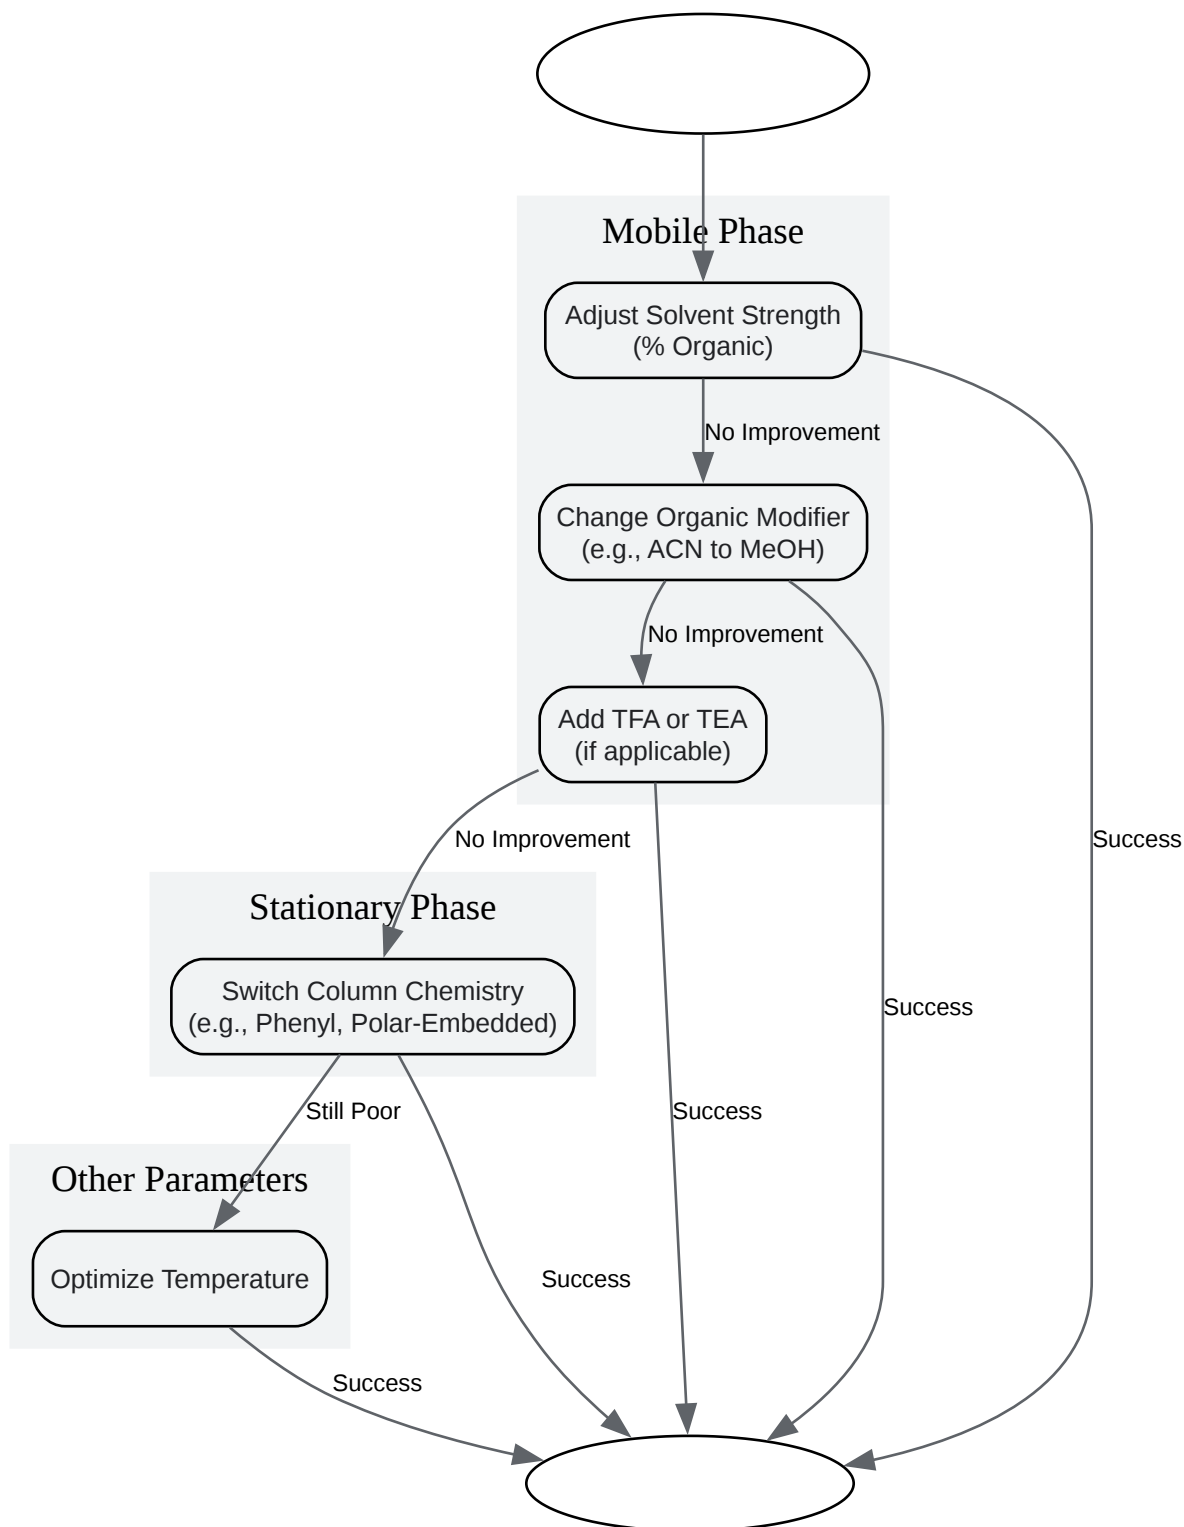 Mobile Phase
Adjust Solvent Strength
(% Organic)
No Improvement
Change Organic Modifier
(e.g., ACN to MeOH)
No Improvement
Add TFA or TEA
(if applicable)
No Improvement
Success
Stationary Phase
Switch Column Chemistry
(e.g., Phenyl, Polar-Embedded)
Success
Still Poor
Success
Other Parameters
Optimize Temperature
Success
Success